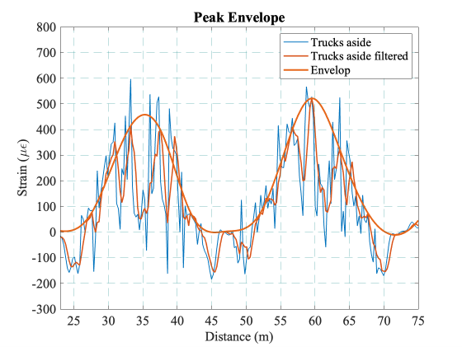 Peak Envelope
800
700
600
500
400
300
200
100
0
-100
-200
-300
Strain (με)
Trucks aside
Trucks aside filtered
Envelop
25 30 35 40 45 50 55 60 65 70 75
Distance (m)